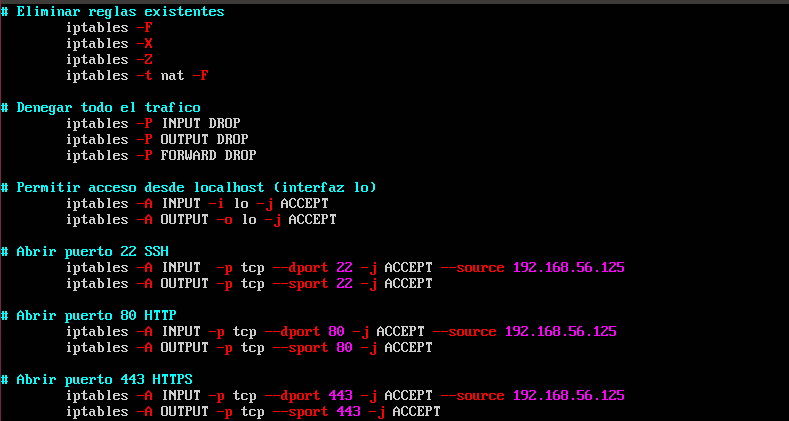 # Eliminar reglas existentes
iptables -F
iptables -X
iptables -Z
iptables -t nat -F
# Denegar todo el trafico
iptables -P INPUT DROP
iptables -P OUTPUT DROP
iptables -P FORWARD DROP
# Permitir acceso desde localhost (interfaz lo)
iptables -A INPUT -i lo -j ACCEPT
iptables -A OUTPUT -o lo -j ACCEPT
# Abrir puerto 22 SSH
iptables -A INPUT  -p tcp --dport 22 -j ACCEPT --source 192.168.56.125
iptables -A OUTPUT -p tcp --sport 22 -j ACCEPT
# Abrir puerto 80 HTTP
iptables -A INPUT -p tcp --dport 80 -j ACCEPT --source 192.168.56.125
iptables -A OUTPUT -p tcp --sport 80 -j ACCEPT
# Abrir puerto 443 HTTPS
iptables -A INPUT -p tcp --dport 443 -j ACCEPT --source 192.168.56.125
iptables -A OUTPUT -p tcp --sport 443 -j ACCEPT